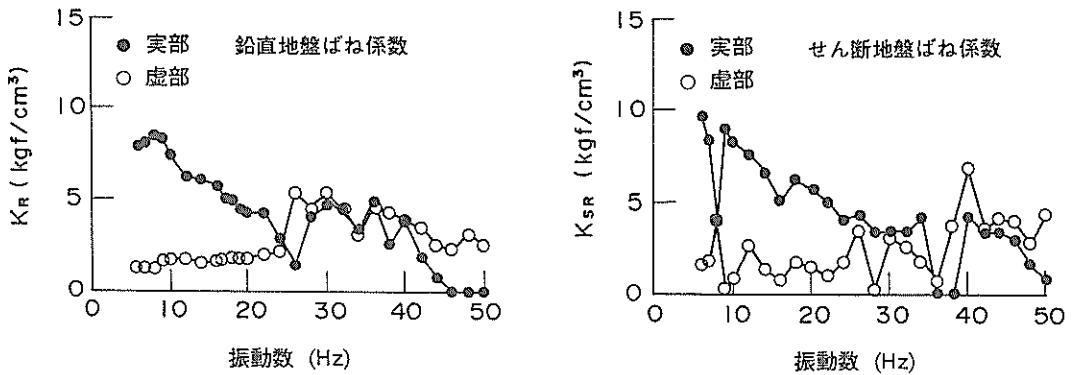 15
10
5
0
K_R (kgf/cm³)
● 実部 鉛直地盤ばね係数
○ 虚部
0 10 20 30 40 50
振動数 (Hz)
15
10
5
0
K_SR (kgf/cm³)
● 実部 せん断地盤ばね係数
○ 虚部
0 10 20 30 40 50
振動数 (Hz)